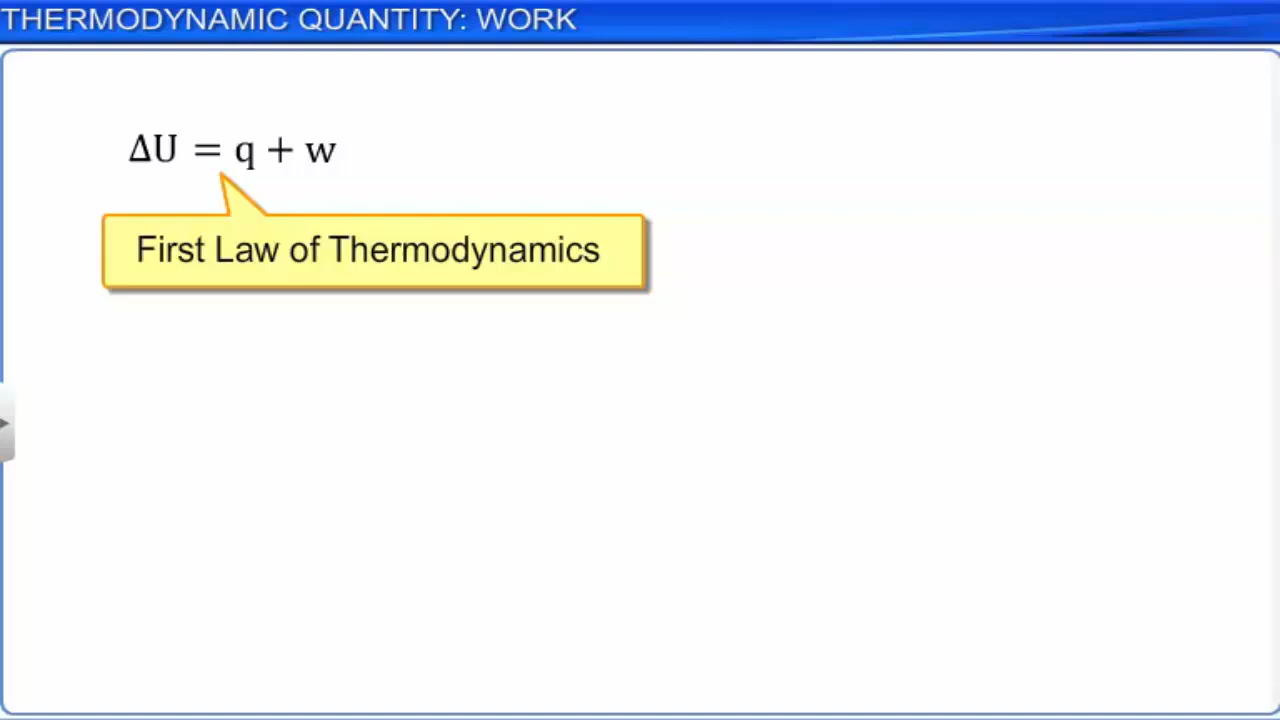 THERMODYNAMIC QUANTITY: WORK
ΔU = q + w
First Law of Thermodynamics